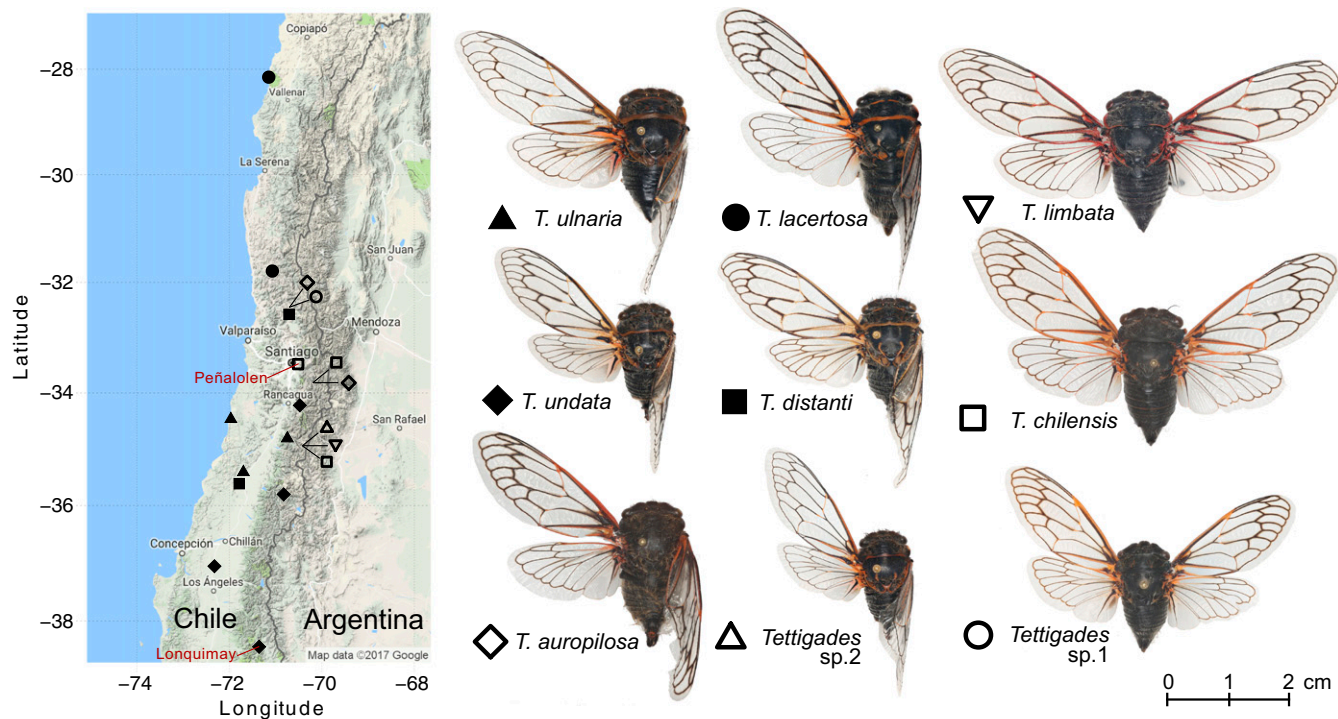 Copiapó
−28
Vallenar
La Serena
−30
San Juan
−32
Valparaíso
Mendoza
Santiago
Peñalolen
−34
Rancagua
San Rafael
−36
Concepción
Chillán
Los Ángeles
−38
Chile
Argentina
Lonquimay
Map data ©2017 Google
−74
−72
−70
−68
Longitude
Latitude
T. ulnaria
T. lacertosa
T. limbata
T. undata
T. distanti
T. chilensis
T. auropilosa
Tettigades
sp.2
Tettigades
sp.1
0 1 2 cm